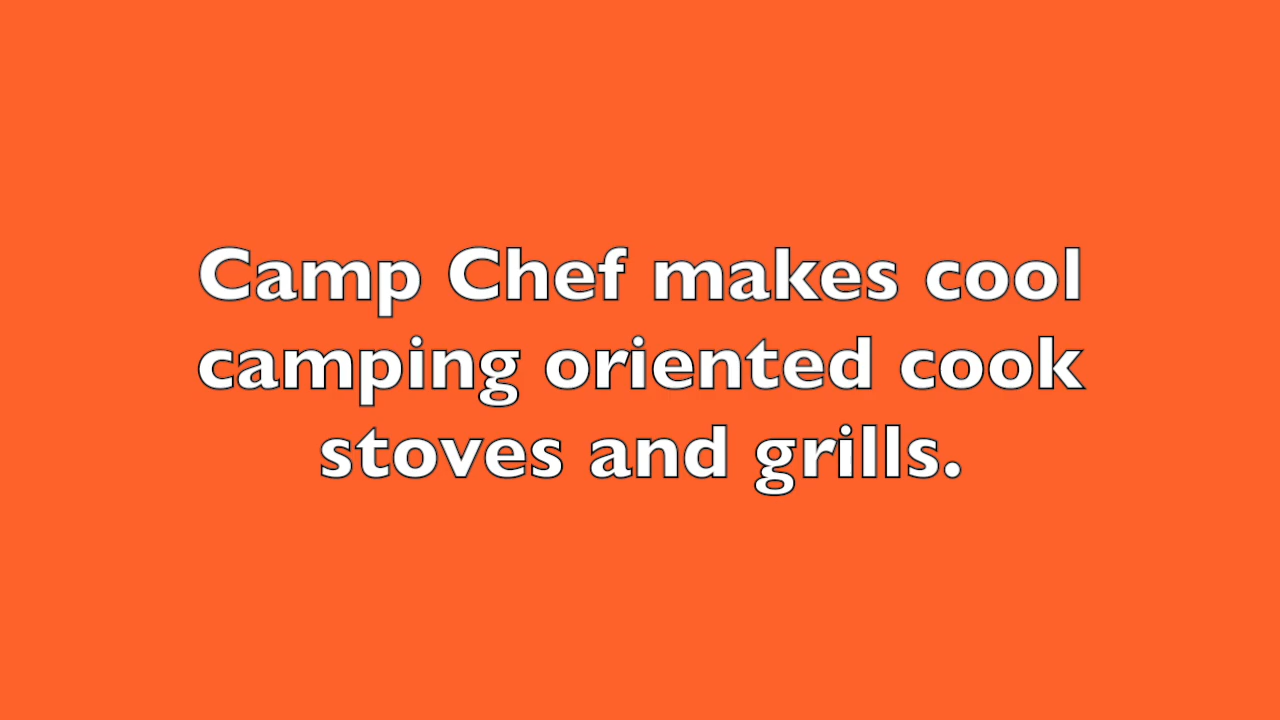 Camp Chef makes cool
camping oriented cook
stoves and grills.